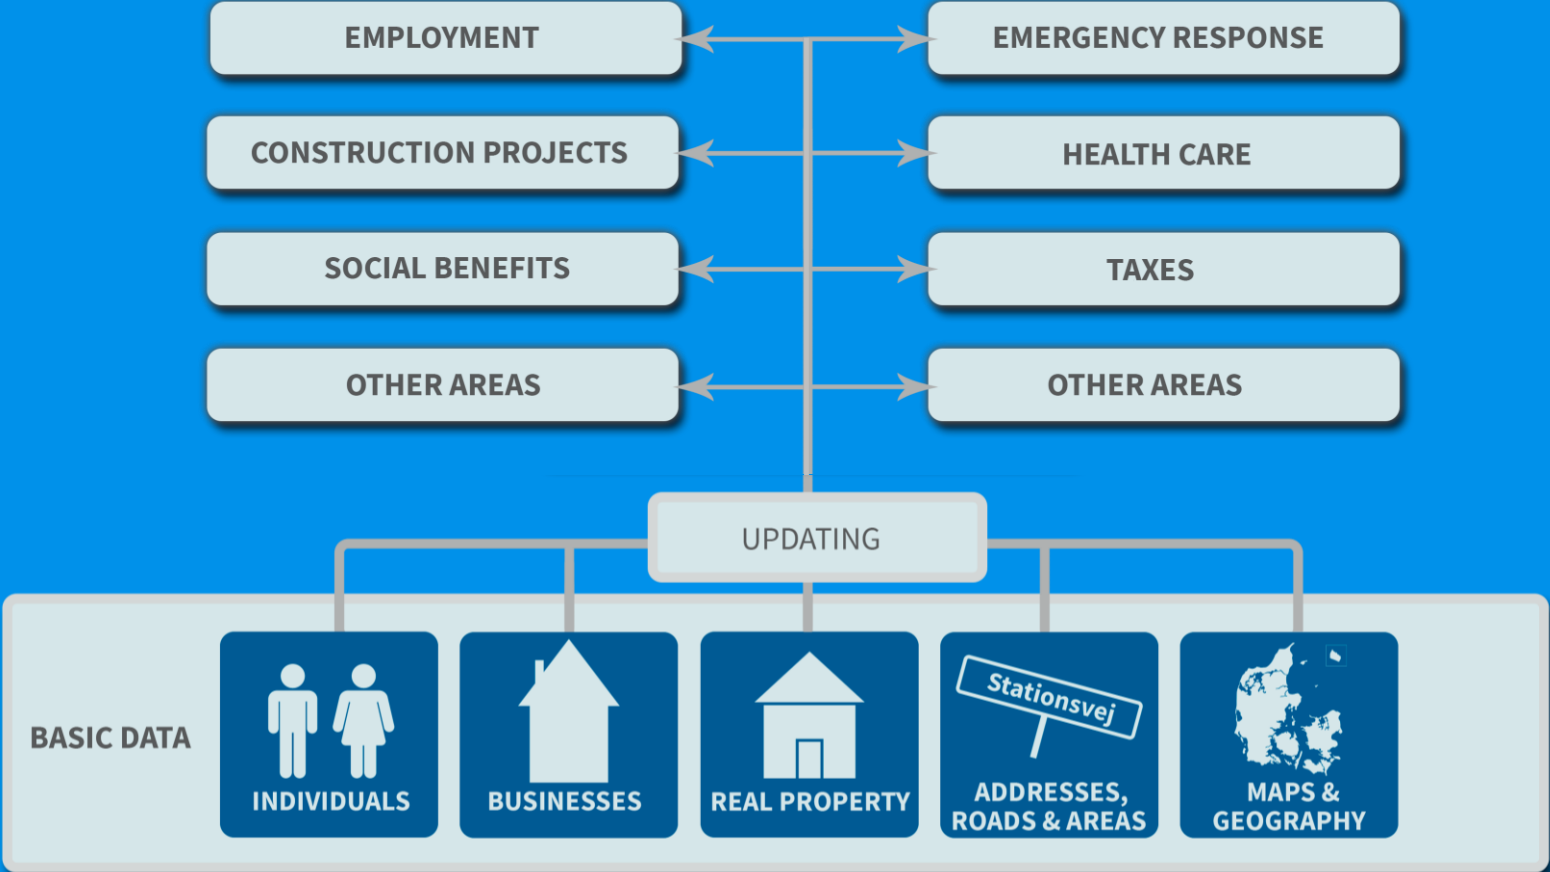 EMPLOYMENT
EMERGENCY RESPONSE
CONSTRUCTION PROJECTS
HEALTH CARE
SOCIAL BENEFITS
TAXES
OTHER AREAS
OTHER AREAS
UPDATING
BASIC DATA
INDIVIDUALS
BUSINESSES
REAL PROPERTY
Stationsvej
ADDRESSES,
ROADS & AREAS
MAPS &
GEOGRAPHY